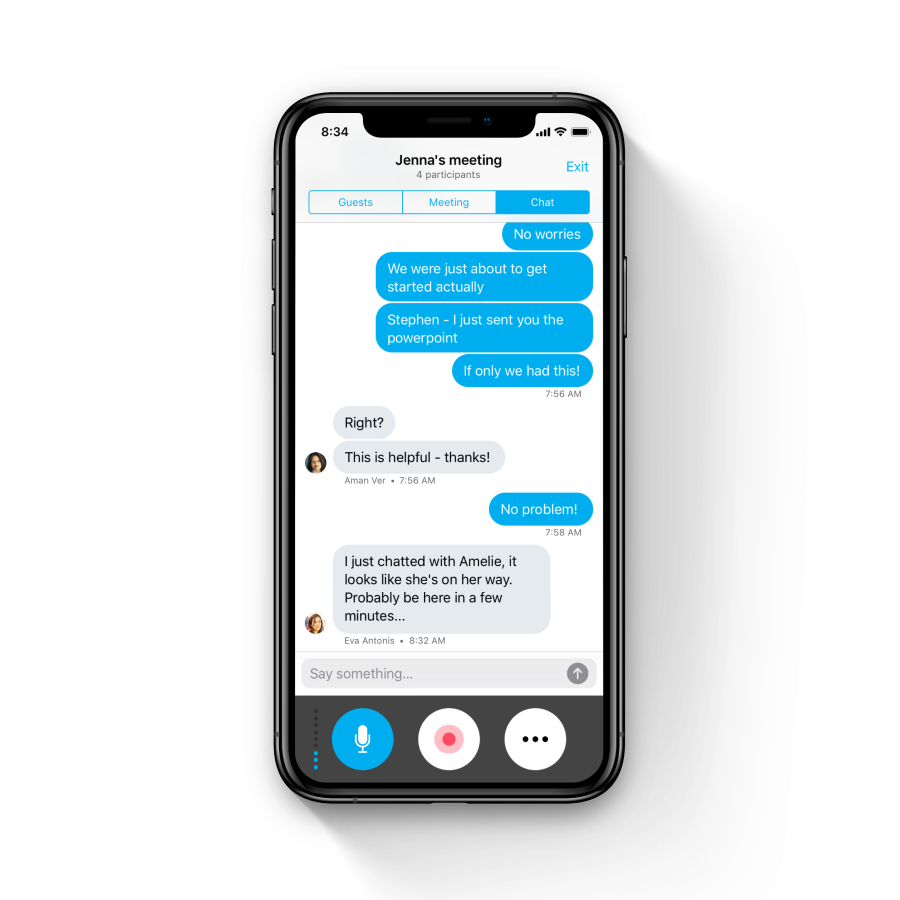 8:34
Jenna's meeting
4 participants
Exit
Guests
Meeting
Chat
No worries
We were just about to get
started actually
Stephen - I just sent you the
powerpoint
If only we had this!
7:56 AM
Right?
This is helpful - thanks!
Aman Ver • 7:56 AM
No problem!
7:58 AM
I just chatted with Amelie, it
looks like she's on her way.
Probably be here in a few
minutes...
Eva Antonis • 8:32 AM
Say something...